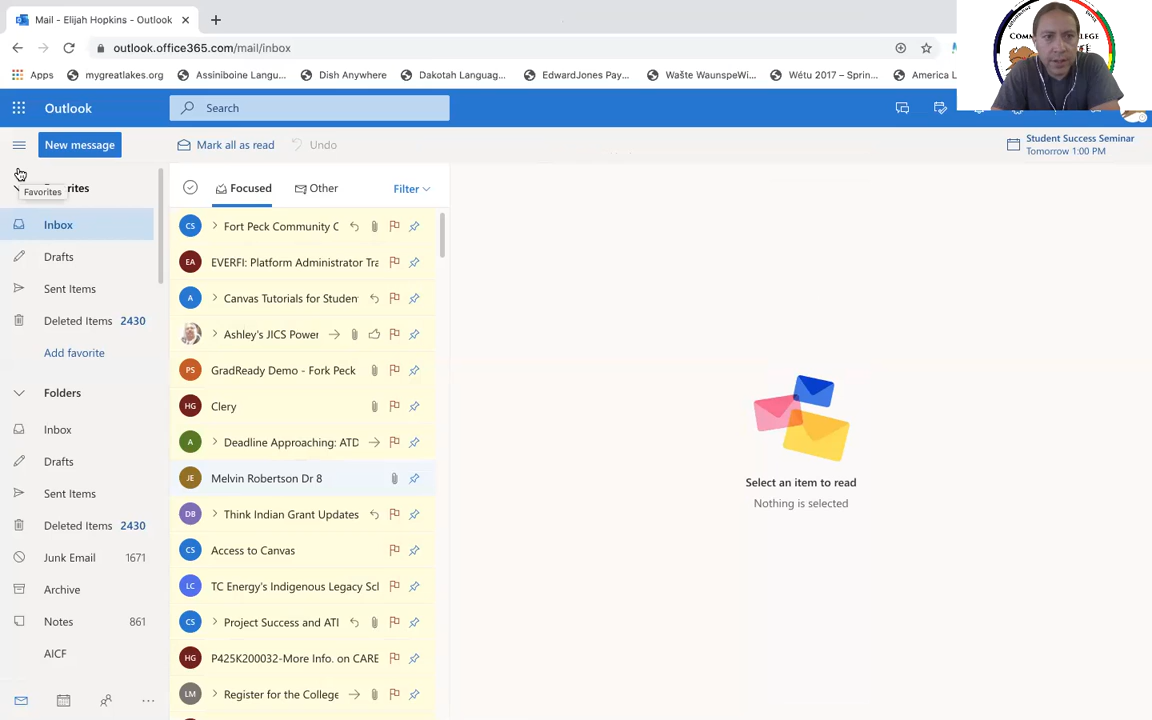 Mail - Elijah Hopkins - Outlook
outlook.office365.com/mail/inbox
Apps mygreatlakes.org Assiniboine Langu... Dish Anywhere Dakotah Languag... EdwardJones Pay... Wašte WaunspeWi... Wétu 2017 – Sprin... America L
Outlook Search
New message Mark all as read Undo Student Success Seminar
Tomorrow 1:00 PM
Favorites
Focused Other Filter
Inbox
Drafts
Sent Items
Deleted Items 2430
Add favorite
Folders
Inbox
Drafts
Sent Items
Deleted Items 2430
Junk Email 1671
Archive
Notes 861
AICF
CS Fort Peck Community C
EA EVERFI: Platform Administrator Tra
A Canvas Tutorials for Studen
Ashley's JICS Power
PS GradReady Demo - Fork Peck
HG Clery
A Deadline Approaching: ATD
JE Melvin Robertson Dr 8
DB Think Indian Grant Updates
CS Access to Canvas
LC TC Energy's Indigenous Legacy Scl
CS Project Success and ATI
HG P425K200032-More Info. on CARE
LM Register for the College
Select an item to read
Nothing is selected